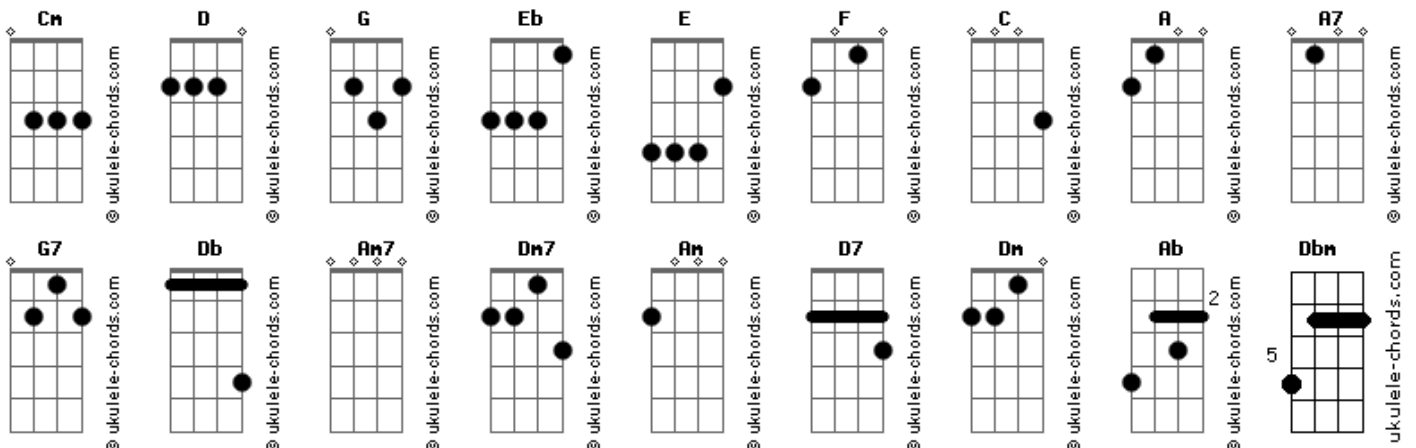 Cm D G Eb E F C A A7
© ukulele-chords.com © ukulele-chords.com © ukulele-chords.com © ukulele-chords.com © ukulele-chords.com © ukulele-chords.com © ukulele-chords.com © ukulele-chords.com © ukulele-chords.com
G7 Db Am7 Dm7 Am D7 Dm Ab Dbm
2
5
© ukulele-chords.com © ukulele-chords.com © ukulele-chords.com © ukulele-chords.com © ukulele-chords.com © ukulele-chords.com © ukulele-chords.com © ukulele-chords.com ukulele-chords.com